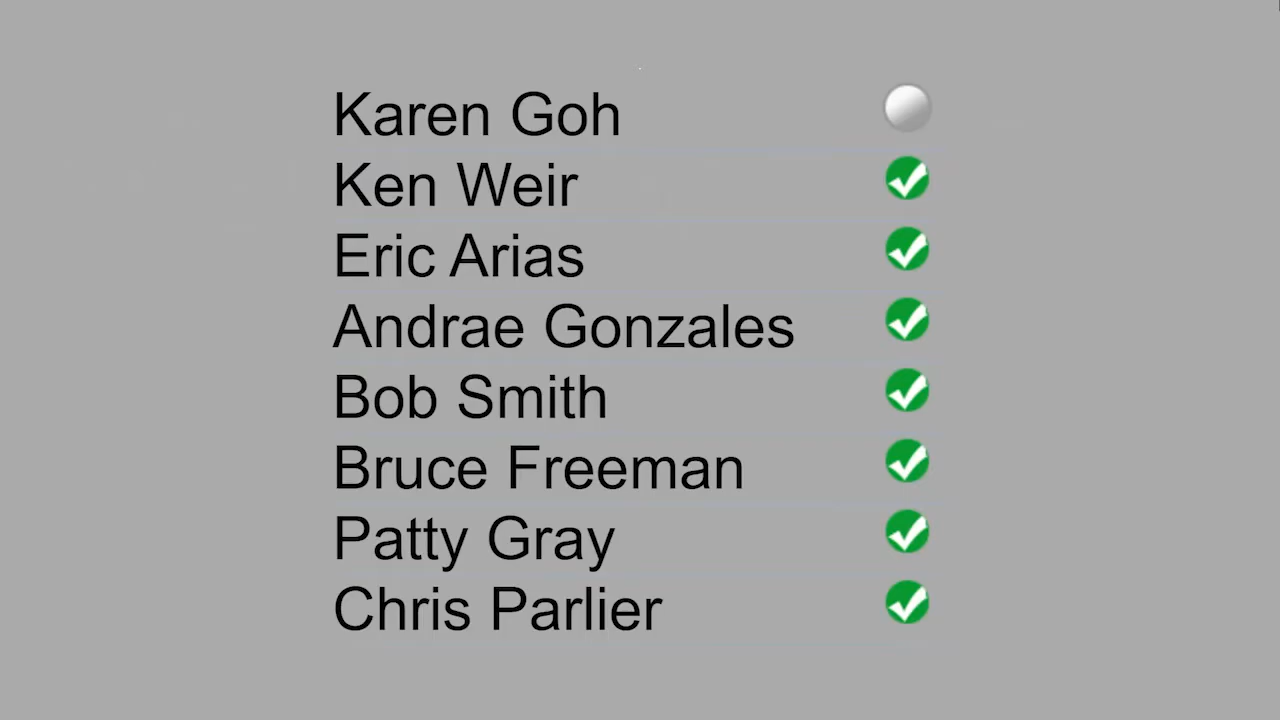 Karen Goh
Ken Weir
Eric Arias
Andrae Gonzales
Bob Smith
Bruce Freeman
Patty Gray
Chris Parlier